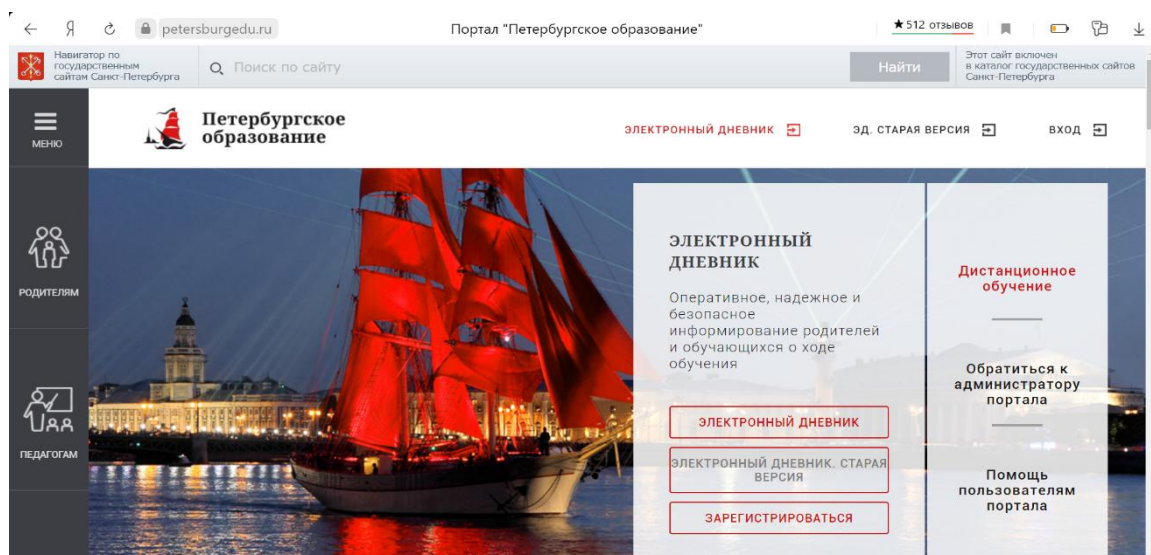 Я
petersburgedu.ru
Портал "Петербургское образование"
★512 отзывов
Навигатор по
государственным
сайтам Санкт-Петербурга
Поиск по сайту
Найти
Этот сайт включен
в каталог государственных сайтов
Санкт-Петербурга
МЕНЮ
Петербургское
образование
ЭЛЕКТРОННЫЙ ДНЕВНИК
ЭД. СТАРАЯ ВЕРСИЯ
ВХОД
РОДИТЕЛЯМ
ПЕДАГОГАМ
ЭЛЕКТРОННЫЙ
ДНЕВНИК
Оперативное, надежное и
безопасное
информирование родителей
и обучающихся о ходе
обучения
ЭЛЕКТРОННЫЙ ДНЕВНИК
ЭЛЕКТРОННЫЙ ДНЕВНИК. СТАРАЯ
ВЕРСИЯ
ЗАРЕГИСТРИРОВАТЬСЯ
Дистанционное
обучение
Обратиться к
администратору
портала
Помощь
пользователям
портала